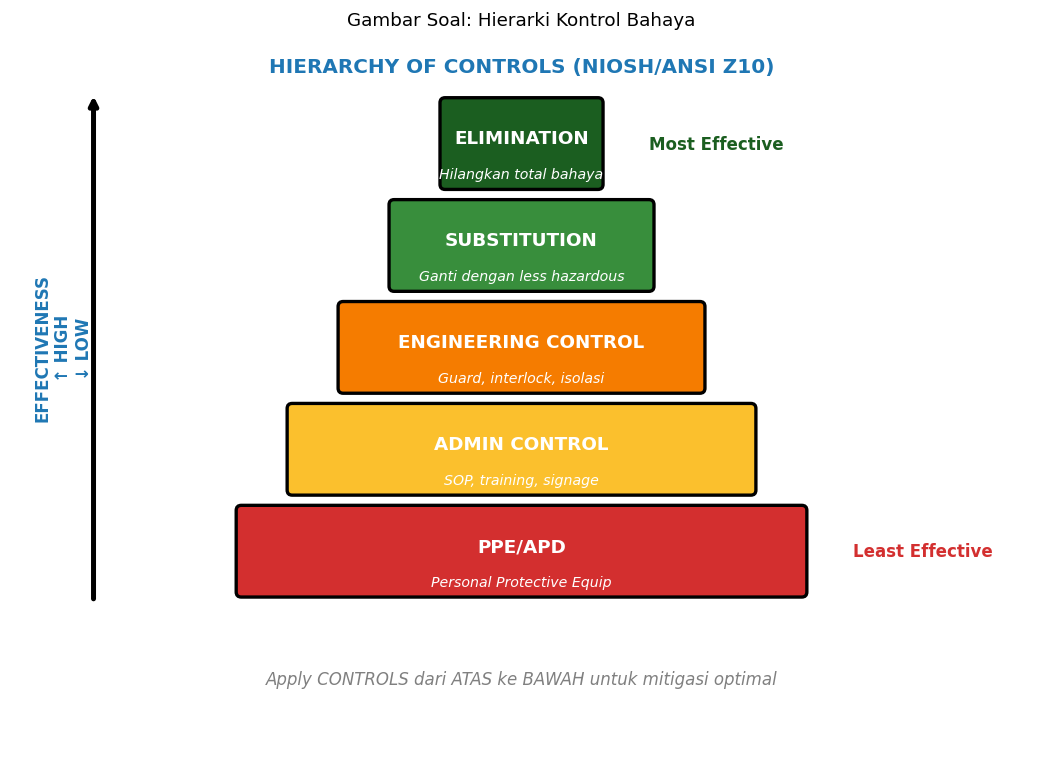 Gambar Soal: Hierarki Kontrol Bahaya
HIERARCHY OF CONTROLS (NIOSH/ANSI Z10)
ELIMINATION
Hilangkan total bahaya
Most Effective
SUBSTITUTION
Ganti dengan less hazardous
EFFECTIVENESS
↑ HIGH
↓ LOW
ENGINEERING CONTROL
Guard, interlock, isolasi
ADMIN CONTROL
SOP, training, signage
PPE/APD
Personal Protective Equip
Least Effective
Apply CONTROLS dari ATAS ke BAWAH untuk mitigasi optimal